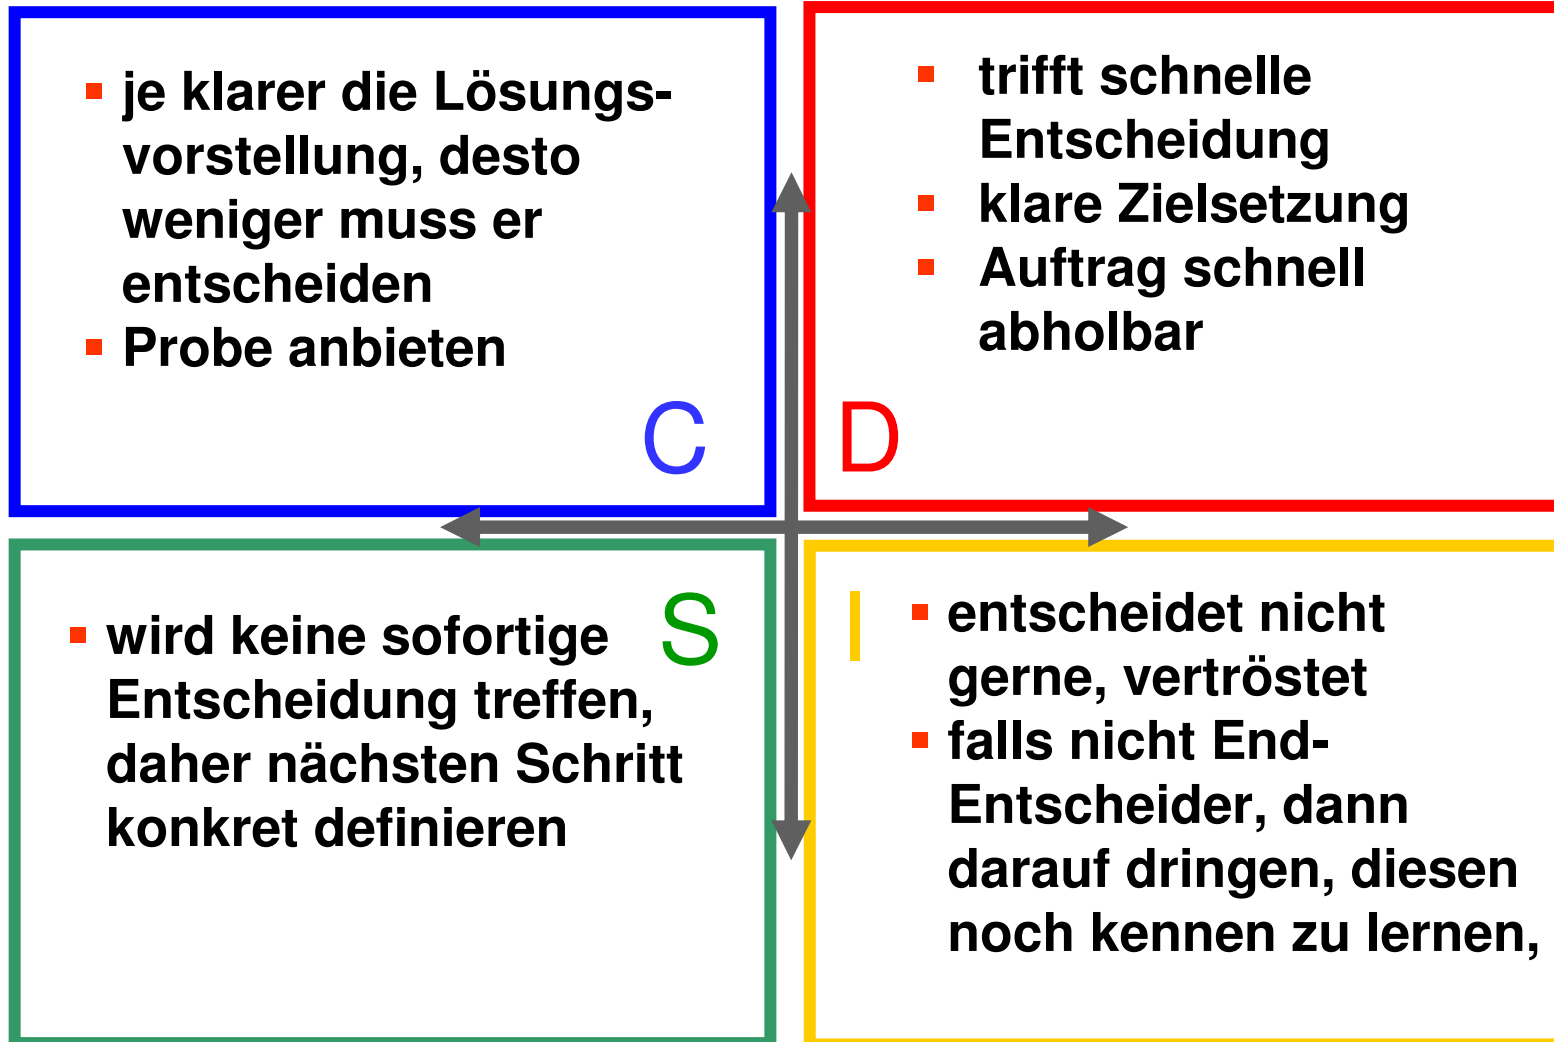 ▪ je klarer die Lösungs-
vorstellung, desto
weniger muss er
entscheiden
▪ Probe anbieten
C
▪ trifft schnelle
Entscheidung
▪ klare Zielsetzung
▪ Auftrag schnell
abholbar
D
S
▪ wird keine sofortige
Entscheidung treffen,
daher nächsten Schritt
konkret definieren
I
▪ entscheidet nicht
gerne, vertröstet
▪ falls nicht End-
Entscheider, dann
darauf dringen, diesen
noch kennen zu lernen,